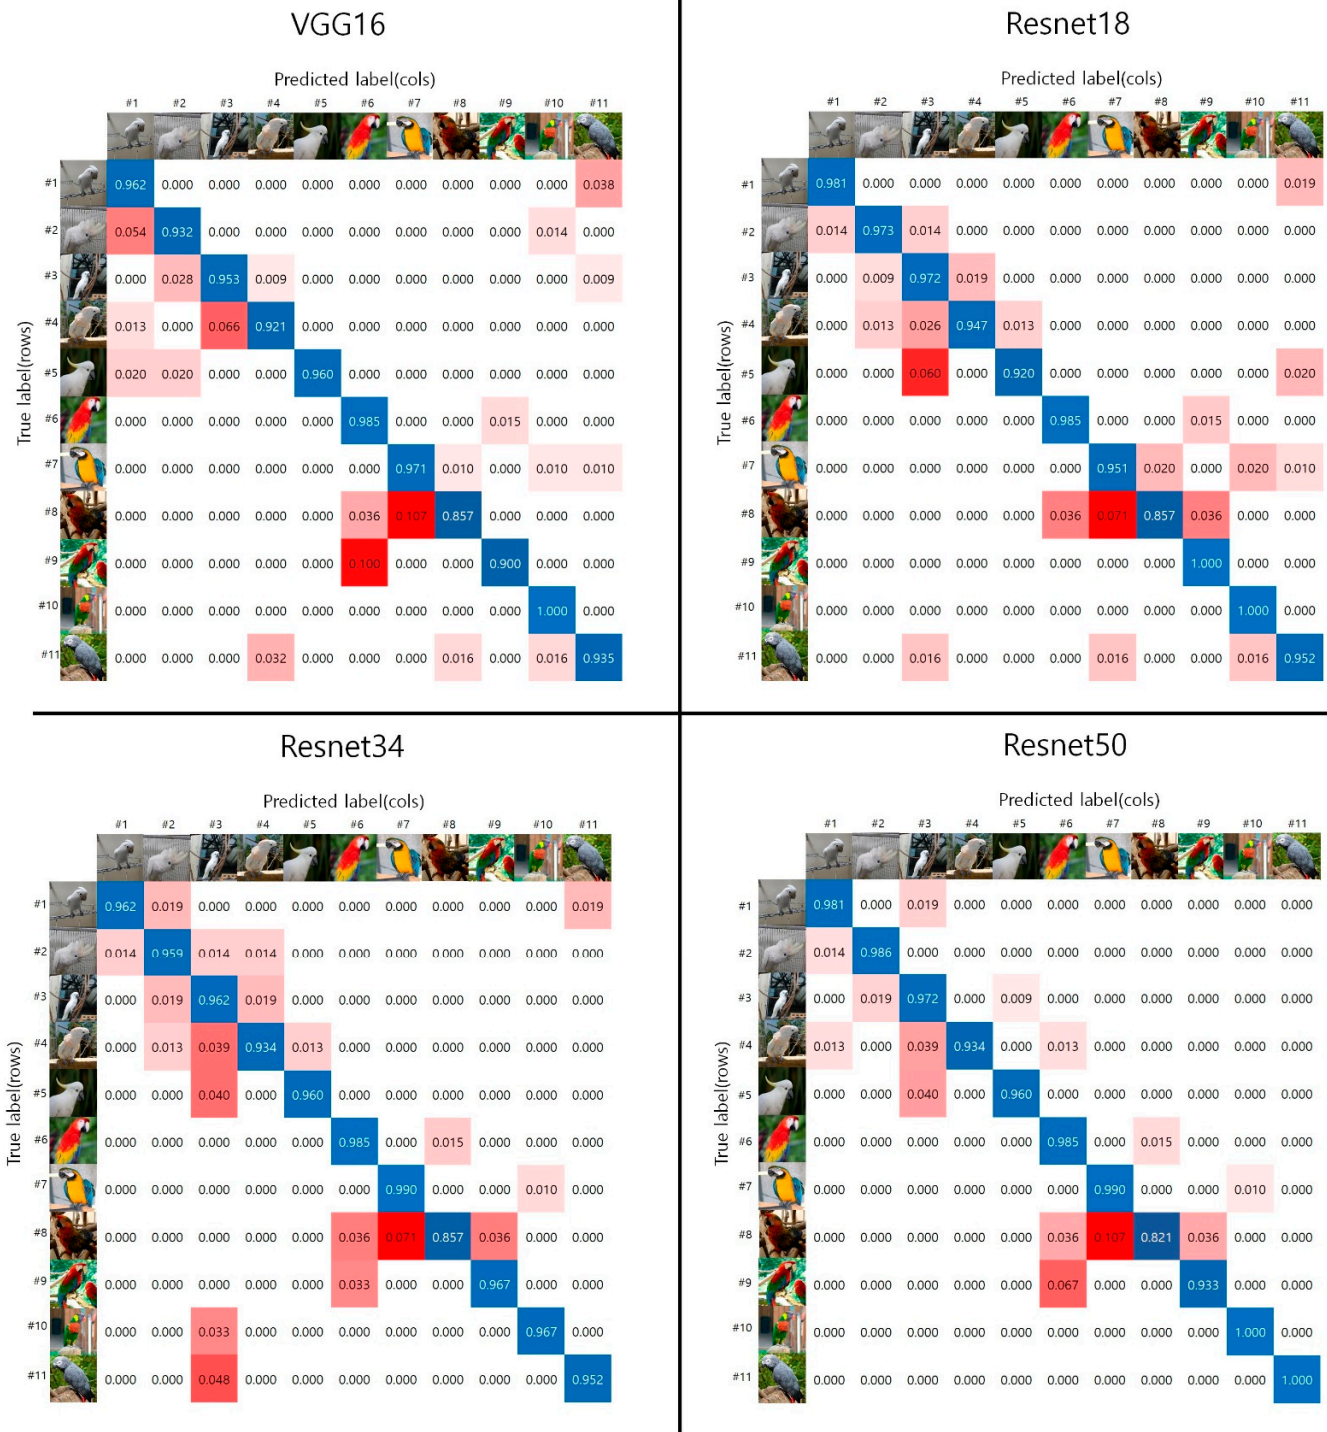 VGG16
Predicted label(cols)
#1 #2 #3 #4 #5 #6 #7 #8 #9 #10 #11
True label(rows)
#1 0.962 0.000 0.000 0.000 0.000 0.000 0.000 0.000 0.000 0.000 0.038
#2 0.054 0.932 0.000 0.000 0.000 0.000 0.000 0.000 0.000 0.014 0.000
#3 0.000 0.028 0.953 0.009 0.000 0.000 0.000 0.000 0.000 0.000 0.009
#4 0.013 0.000 0.066 0.921 0.000 0.000 0.000 0.000 0.000 0.000 0.000
#5 0.020 0.020 0.000 0.000 0.960 0.000 0.000 0.000 0.000 0.000 0.000
#6 0.000 0.000 0.000 0.000 0.000 0.985 0.000 0.000 0.015 0.000 0.000
#7 0.000 0.000 0.000 0.000 0.000 0.000 0.971 0.010 0.000 0.010 0.010
#8 0.000 0.000 0.000 0.000 0.000 0.036 0.107 0.857 0.000 0.000 0.000
#9 0.000 0.000 0.000 0.000 0.000 0.100 0.000 0.000 0.900 0.000 0.000
#10 0.000 0.000 0.000 0.000 0.000 0.000 0.000 0.000 0.000 1.000 0.000
#11 0.000 0.000 0.000 0.032 0.000 0.000 0.000 0.016 0.000 0.016 0.935
Resnet18
Predicted label(cols)
#1 #2 #3 #4 #5 #6 #7 #8 #9 #10 #11
True label(rows)
#1 0.981 0.000 0.000 0.000 0.000 0.000 0.000 0.000 0.000 0.000 0.019
#2 0.014 0.973 0.014 0.000 0.000 0.000 0.000 0.000 0.000 0.000 0.000
#3 0.000 0.009 0.972 0.019 0.000 0.000 0.000 0.000 0.000 0.000 0.000
#4 0.000 0.013 0.026 0.947 0.013 0.000 0.000 0.000 0.000 0.000 0.000
#5 0.000 0.000 0.060 0.000 0.920 0.000 0.000 0.000 0.000 0.000 0.020
#6 0.000 0.000 0.000 0.000 0.000 0.985 0.000 0.000 0.015 0.000 0.000
#7 0.000 0.000 0.000 0.000 0.000 0.000 0.951 0.020 0.000 0.020 0.010
#8 0.000 0.000 0.000 0.000 0.000 0.036 0.071 0.857 0.036 0.000 0.000
#9 0.000 0.000 0.000 0.000 0.000 0.000 0.000 0.000 1.000 0.000 0.000
#10 0.000 0.000 0.000 0.000 0.000 0.000 0.000 0.000 0.000 1.000 0.000
#11 0.000 0.000 0.016 0.000 0.000 0.000 0.016 0.000 0.000 0.016 0.952
Resnet34
Predicted label(cols)
#1 #2 #3 #4 #5 #6 #7 #8 #9 #10 #11
True label(rows)
#1 0.962 0.019 0.000 0.000 0.000 0.000 0.000 0.000 0.000 0.000 0.019
#2 0.014 0.959 0.014 0.014 0.000 0.000 0.000 0.000 0.000 0.000 0.000
#3 0.000 0.019 0.962 0.019 0.000 0.000 0.000 0.000 0.000 0.000 0.000
#4 0.000 0.013 0.039 0.934 0.013 0.000 0.000 0.000 0.000 0.000 0.000
#5 0.000 0.000 0.040 0.000 0.960 0.000 0.000 0.000 0.000 0.000 0.000
#6 0.000 0.000 0.000 0.000 0.000 0.985 0.000 0.015 0.000 0.000 0.000
#7 0.000 0.000 0.000 0.000 0.000 0.000 0.990 0.000 0.000 0.010 0.000
#8 0.000 0.000 0.000 0.000 0.000 0.036 0.071 0.857 0.036 0.000 0.000
#9 0.000 0.000 0.000 0.000 0.000 0.033 0.000 0.000 0.967 0.000 0.000
#10 0.000 0.000 0.033 0.000 0.000 0.000 0.000 0.000 0.000 0.967 0.000
#11 0.000 0.000 0.048 0.000 0.000 0.000 0.000 0.000 0.000 0.000 0.952
Resnet50
Predicted label(cols)
#1 #2 #3 #4 #5 #6 #7 #8 #9 #10 #11
True label(rows)
#1 0.981 0.000 0.019 0.000 0.000 0.000 0.000 0.000 0.000 0.000 0.000
#2 0.014 0.986 0.000 0.000 0.000 0.000 0.000 0.000 0.000 0.000 0.000
#3 0.000 0.019 0.972 0.000 0.009 0.000 0.000 0.000 0.000 0.000 0.000
#4 0.013 0.000 0.039 0.934 0.000 0.013 0.000 0.000 0.000 0.000 0.000
#5 0.000 0.000 0.040 0.000 0.960 0.000 0.000 0.000 0.000 0.000 0.000
#6 0.000 0.000 0.000 0.000 0.000 0.985 0.000 0.015 0.000 0.000 0.000
#7 0.000 0.000 0.000 0.000 0.000 0.000 0.990 0.000 0.000 0.010 0.000
#8 0.000 0.000 0.000 0.000 0.000 0.036 0.107 0.821 0.036 0.000 0.000
#9 0.000 0.000 0.000 0.000 0.000 0.067 0.000 0.000 0.933 0.000 0.000
#10 0.000 0.000 0.000 0.000 0.000 0.000 0.000 0.000 0.000 1.000 0.000
#11 0.000 0.000 0.000 0.000 0.000 0.000 0.000 0.000 0.000 0.000 1.000